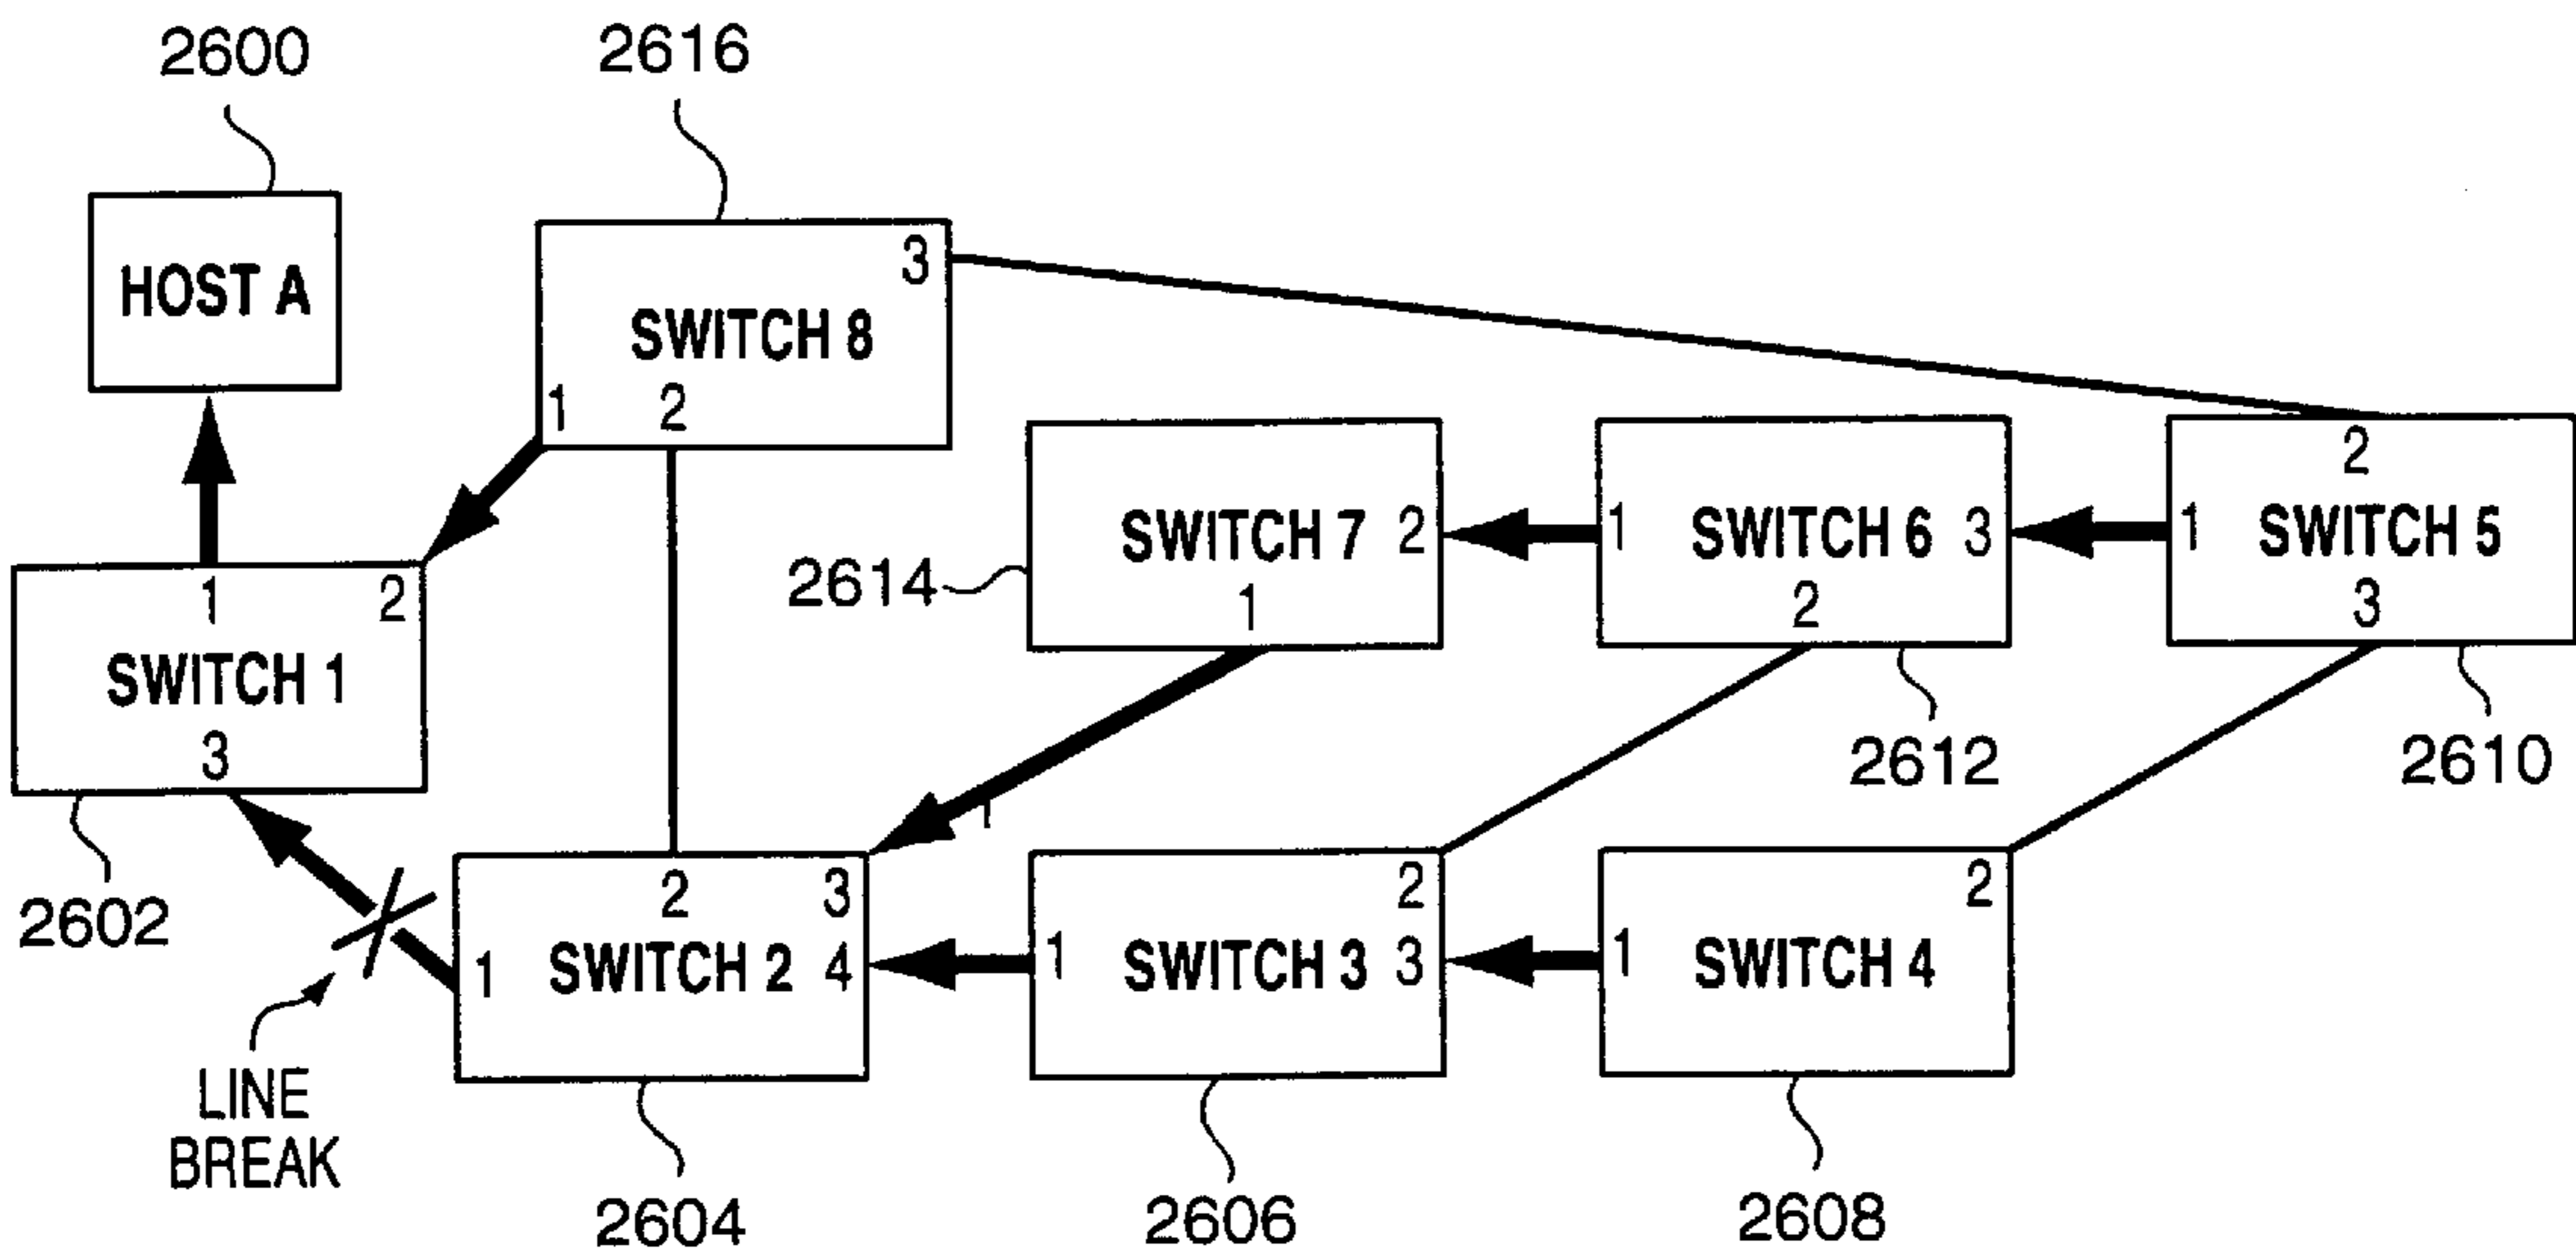 2600
2616
HOST A
3
SWITCH 8
1 2
2
1 2
SWITCH 7 2
1 SWITCH 6 3
1 SWITCH 5
2614
1
2
3
SWITCH 1
3
2612
2610
2602
2 3
2
2
1 SWITCH 2 4
1 SWITCH 3 3
1 SWITCH 4
LINE
BREAK
2604
2606
2608